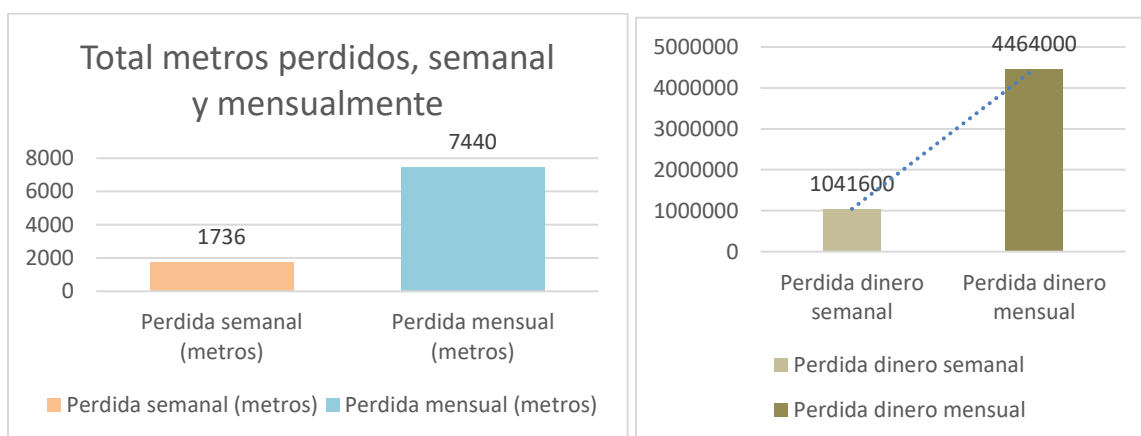 Total metros perdidos, semanal
y mensualmente
8000
6000
4000
2000
0
1736
7440
Perdida semanal
(metros)
Perdida mensual
(metros)
Perdida semanal (metros)
Perdida mensual (metros)
5000000
4000000
3000000
2000000
1000000
0
1041600
4464000
Perdida dinero
semanal
Perdida dinero
mensual
Perdida dinero semanal
Perdida dinero mensual